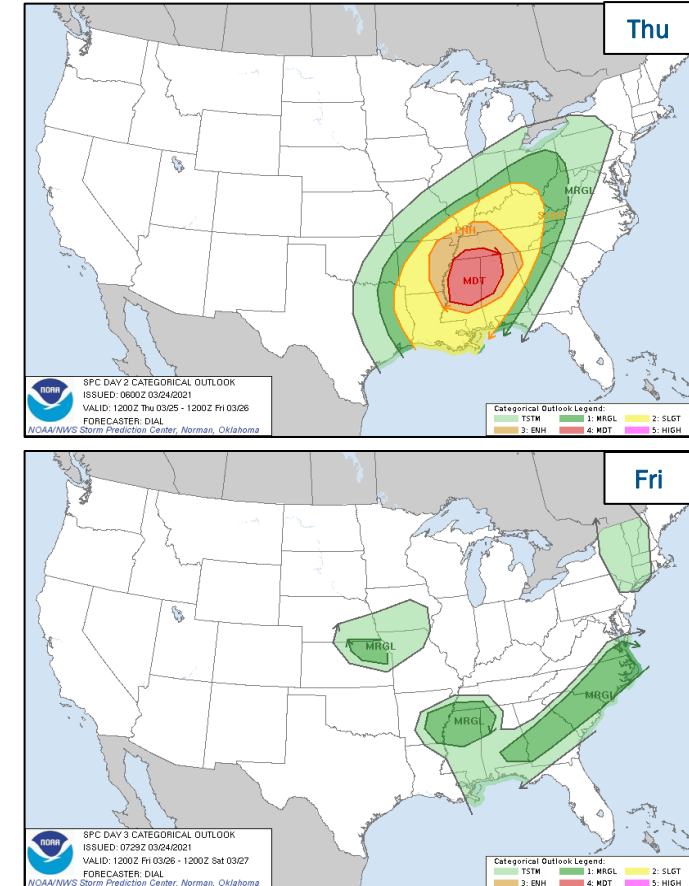 Thu
MRGL
SLGT
ENH
MDT
NOAA
SPC DAY 2 CATEGORICAL OUTLOOK
ISSUED: 0600Z 03/24/2021
VALID: 1200Z Thu 03/25 - 1200Z Fri 03/26
FORECASTER: DIAL
NOAA/NWS Storm Prediction Center, Norman, Oklahoma
Categorical Outlook Legend:
TSTM 1: MRGL 2: SLGT
3: ENH 4: MDT 5: HIGH
Fri
MRGL
MRGL
MRGL
NOAA
SPC DAY 3 CATEGORICAL OUTLOOK
ISSUED: 0729Z 03/24/2021
VALID: 1200Z Fri 03/26 - 1200Z Sat 03/27
FORECASTER: DIAL
NOAA/NWS Storm Prediction Center, Norman, Oklahoma
Categorical Outlook Legend:
TSTM 1: MRGL 2: SLGT
3: ENH 4: MDT 5: HIGH